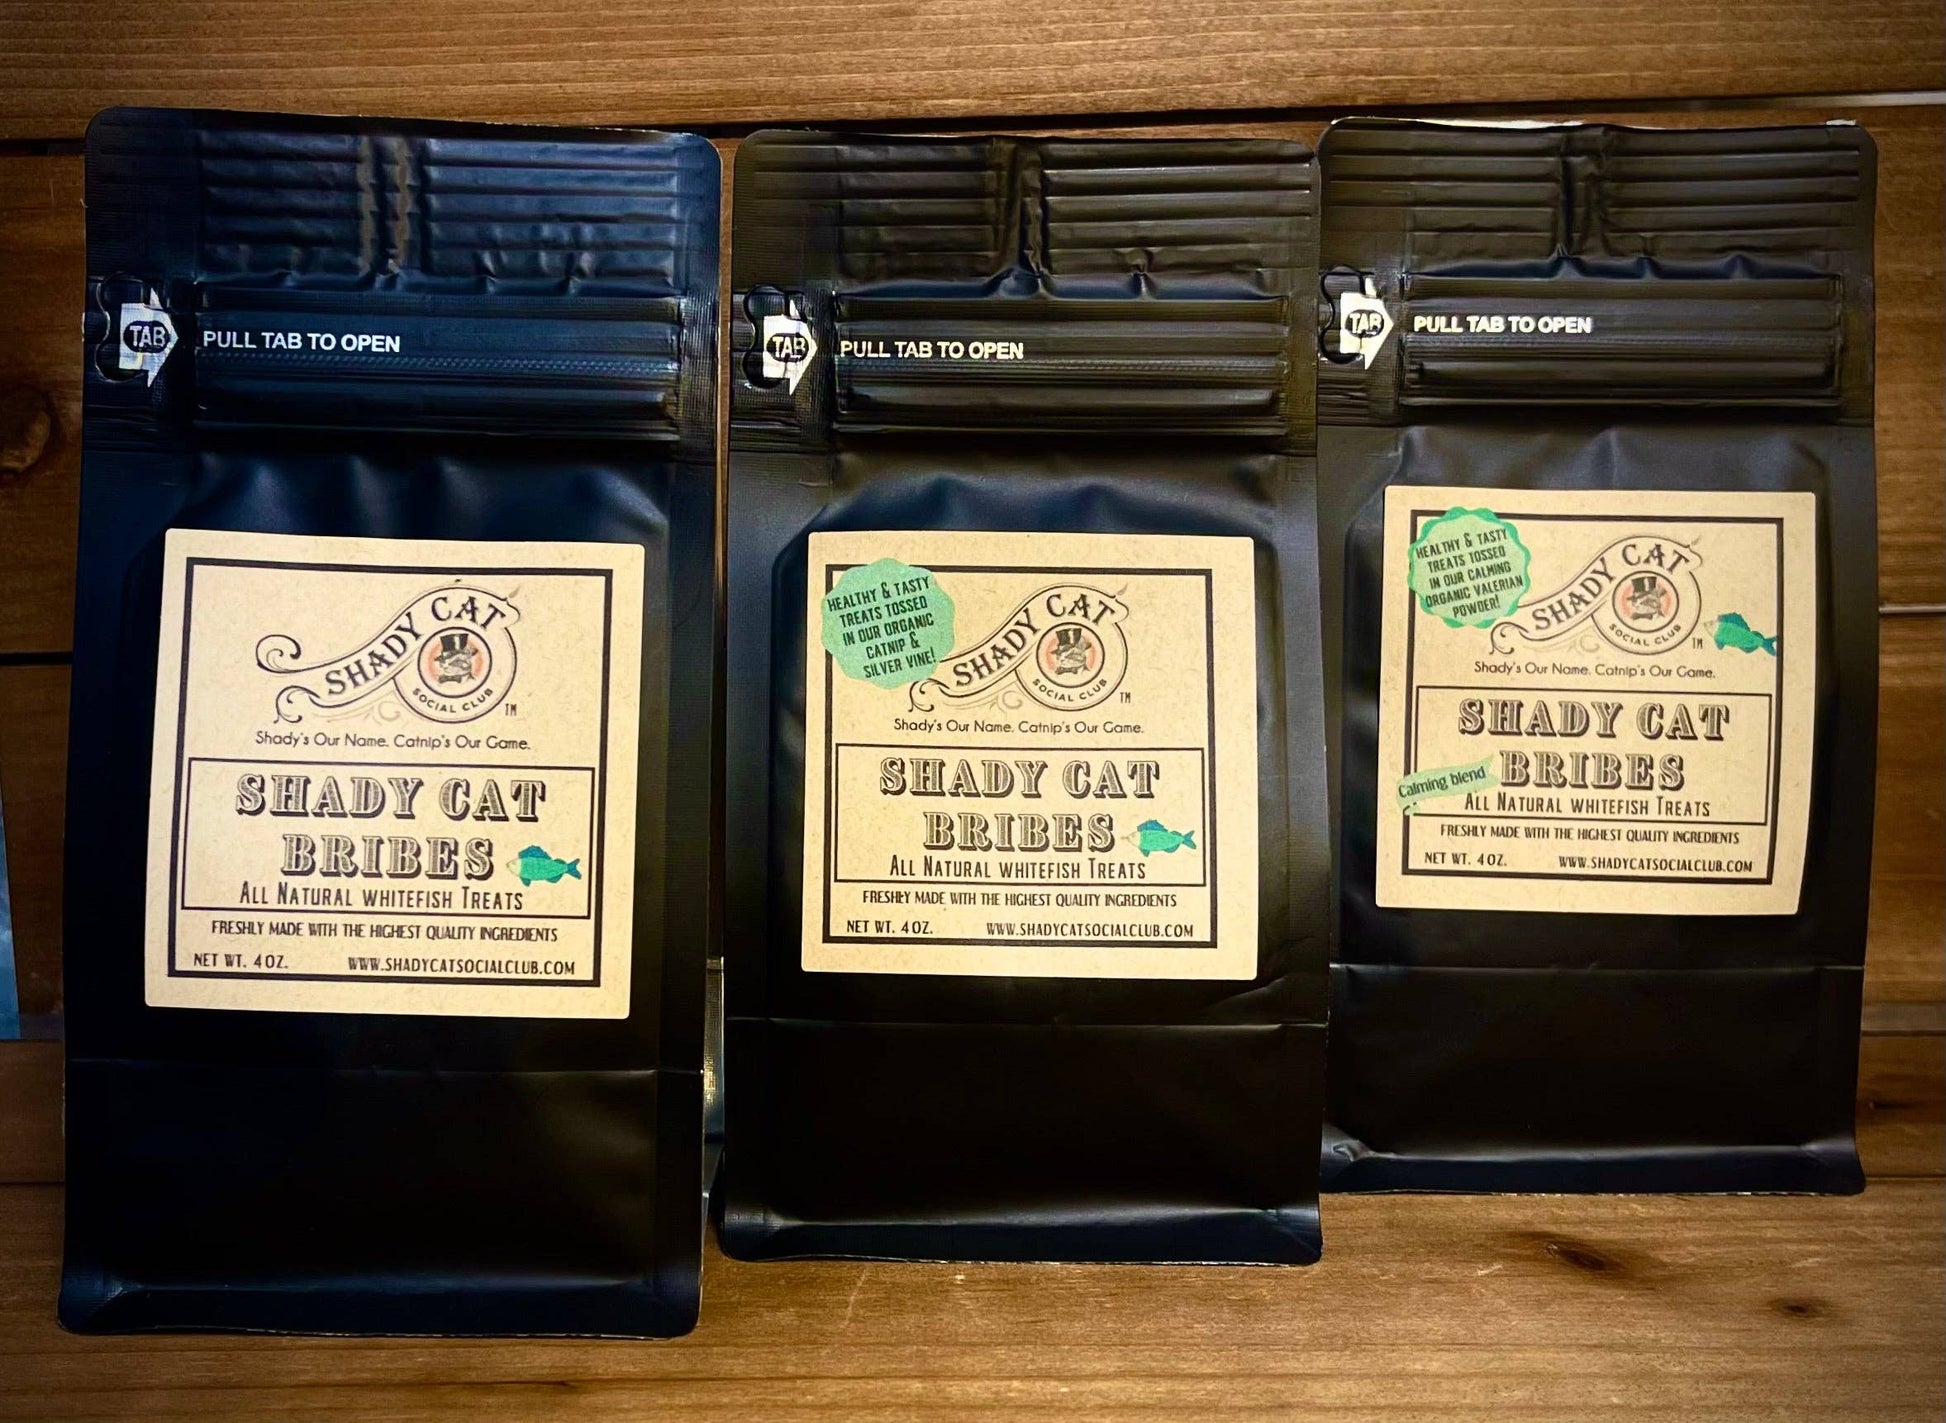 TAB
PULL TAB TO OPEN
SHADY CAT
SOCIAL CLUB
TM
Shady's Our Name. Catnip's Our Game.
SHADY CAT
BRIBES
ALL NATURAL WHITEFISH TREATS
FRESHLY MADE WITH THE HIGHEST QUALITY INGREDIENTS
NET WT. 4OZ. WWW.SHADYCATSOCIALCLUB.COM
TAB
PULL TAB TO OPEN
HEALTHY & TASTY
TREATS TOSSED
IN OUR ORGANIC
CATNIP &
SILVER VINE!
SHADY CAT
SOCIAL CLUB
TM
Shady's Our Name. Catnip's Our Game.
SHADY CAT
BRIBES
ALL NATURAL WHITEFISH TREATS
FRESHLY MADE WITH THE HIGHEST QUALITY INGREDIENTS
NET WT. 4OZ. WWW.SHADYCATSOCIALCLUB.COM
TAB
PULL TAB TO OPEN
HEALTHY & TASTY
TREATS TOSSED
IN OUR CALMING
ORGANIC VALERIAN
POWDER!
SHADY CAT
SOCIAL CLUB
TM
Shady's Our Name. Catnip's Our Game.
SHADY CAT
BRIBES
Calming blend
ALL NATURAL WHITEFISH TREATS
FRESHLY MADE WITH THE HIGHEST QUALITY INGREDIENTS
NET WT. 4OZ. WWW.SHADYCATSOCIALCLUB.COM